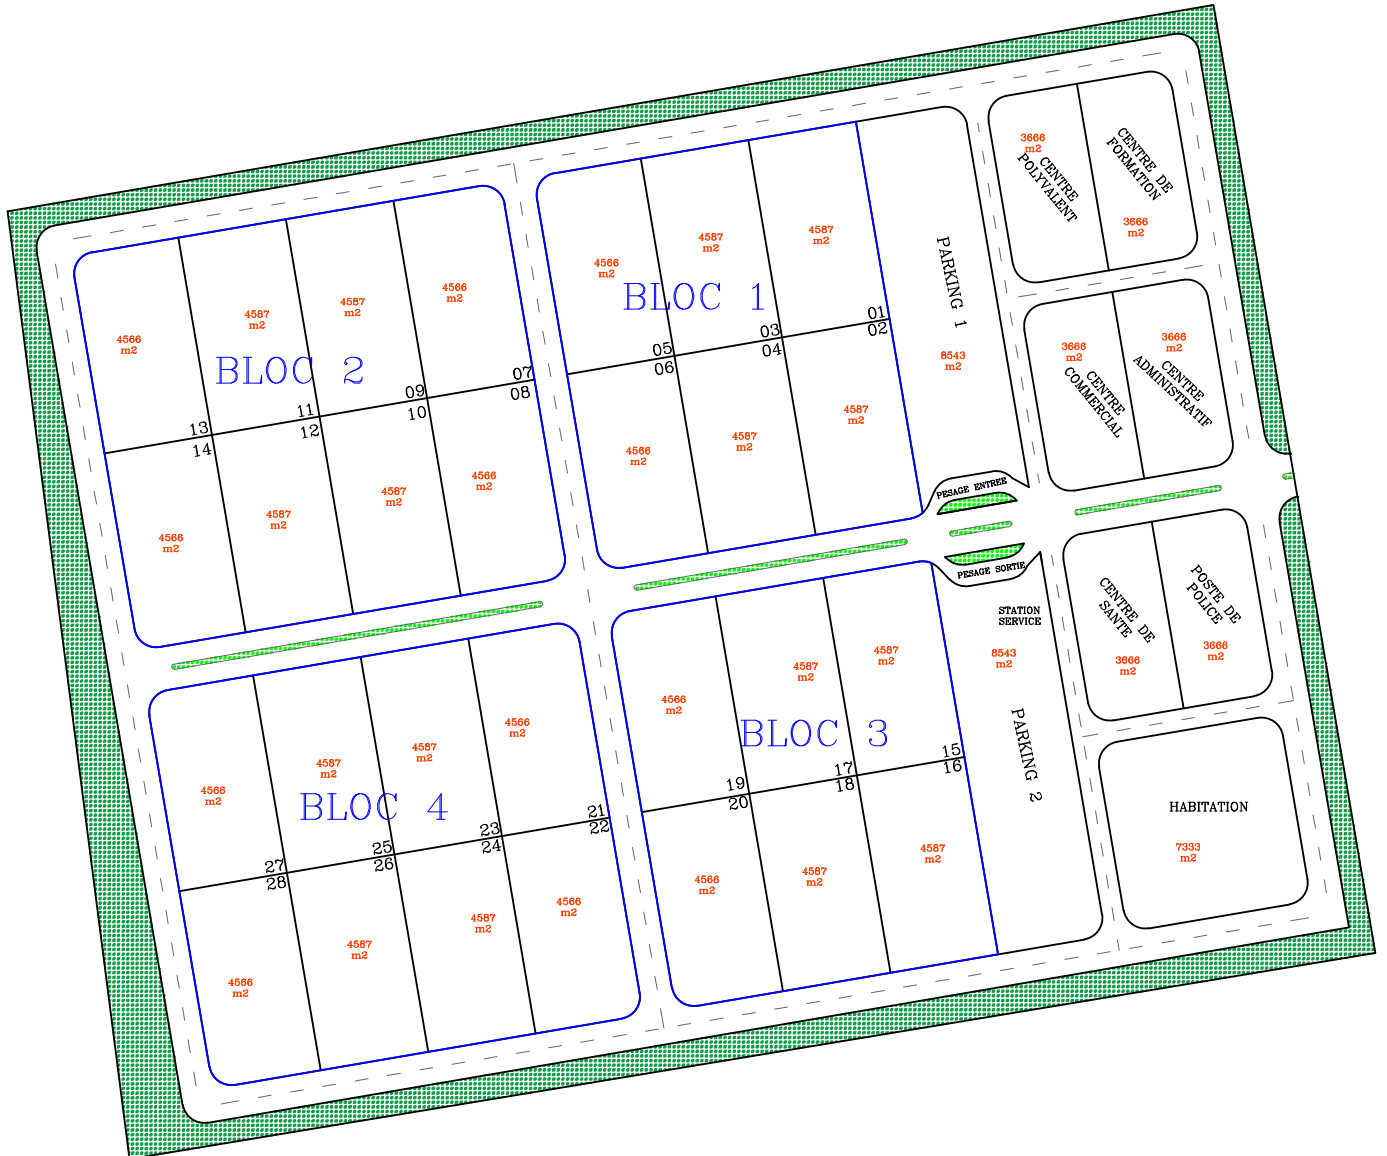 BLOC 2
4566
m2
4587
m2
4587
m2
4566
m2
13
14
11
12
09
10
07
08
4566
m2
4587
m2
4587
m2
4566
m2
BLOC 1
4566
m2
4587
m2
4587
m2
05
06
03
04
01
02
4566
m2
4587
m2
4587
m2
PARKING 1
8543
m2
3666
m2
CENTRE
POLYVALENT
CENTRE DE
FORMATION
3666
m2
3666
m2
CENTRE
COMMERCIAL
3666
m2
CENTRE
ADMINISTRATIF
PESAGE ENTREE
PESAGE SORTIE
STATION
SERVICE
8543
m2
PARKING 2
CENTRE DE
SANTE
3666
m2
POSTE DE
POLICE
3666
m2
HABITATION
7333
m2
BLOC 4
4566
m2
4587
m2
4587
m2
4566
m2
27
28
25
26
23
24
21
22
4566
m2
4587
m2
4587
m2
4566
m2
BLOC 3
4566
m2
4587
m2
4587
m2
19
20
17
18
15
16
4566
m2
4587
m2
4587
m2